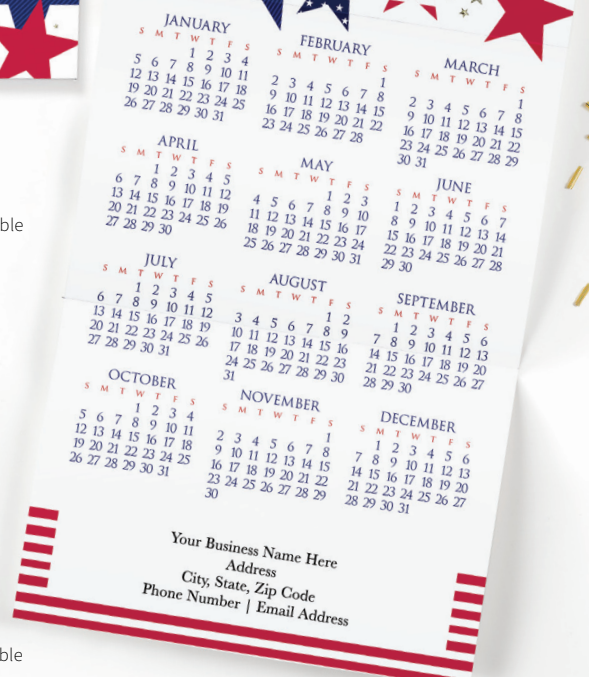 JANUARY
S M T W T F S
1 2 3 4
5 6 7 8 9 10 11
12 13 14 15 16 17 18
19 20 21 22 23 24 25
26 27 28 29 30 31
FEBRUARY
S M T W T F S
1
2 3 4 5 6 7 8
9 10 11 12 13 14 15
16 17 18 19 20 21 22
23 24 25 26 27 28
MARCH
S M T W T F S
1
2 3 4 5 6 7 8
9 10 11 12 13 14 15
16 17 18 19 20 21 22
23 24 25 26 27 28 29
30 31
APRIL
S M T W T F S
1 2 3 4 5
6 7 8 9 10 11 12
13 14 15 16 17 18 19
20 21 22 23 24 25 26
27 28 29 30
MAY
S M T W T F S
1 2 3
4 5 6 7 8 9 10
11 12 13 14 15 16 17
18 19 20 21 22 23 24
25 26 27 28 29 30 31
JUNE
S M T W T F S
1 2 3 4 5 6 7
8 9 10 11 12 13 14
15 16 17 18 19 20 21
22 23 24 25 26 27 28
29 30
ble
JULY
S M T W T F S
1 2 3 4 5
6 7 8 9 10 11 12
13 14 15 16 17 18 19
20 21 22 23 24 25 26
27 28 29 30 31
AUGUST
S M T W T F S
1 2
3 4 5 6 7 8 9
10 11 12 13 14 15 16
17 18 19 20 21 22 23
24 25 26 27 28 29 30
31
SEPTEMBER
S M T W T F S
1 2 3 4 5 6
7 8 9 10 11 12 13
14 15 16 17 18 19 20
21 22 23 24 25 26 27
28 29 30
OCTOBER
S M T W T F S
1 2 3 4
5 6 7 8 9 10 11
12 13 14 15 16 17 18
19 20 21 22 23 24 25
26 27 28 29 30 31
NOVEMBER
S M T W T F S
1
2 3 4 5 6 7 8
9 10 11 12 13 14 15
16 17 18 19 20 21 22
23 24 25 26 27 28 29
30
DECEMBER
S M T W T F S
1 2 3 4 5 6
7 8 9 10 11 12 13
14 15 16 17 18 19 20
21 22 23 24 25 26 27
28 29 30 31
Your Business Name Here
Address
City, State, Zip Code
Phone Number | Email Address
ble